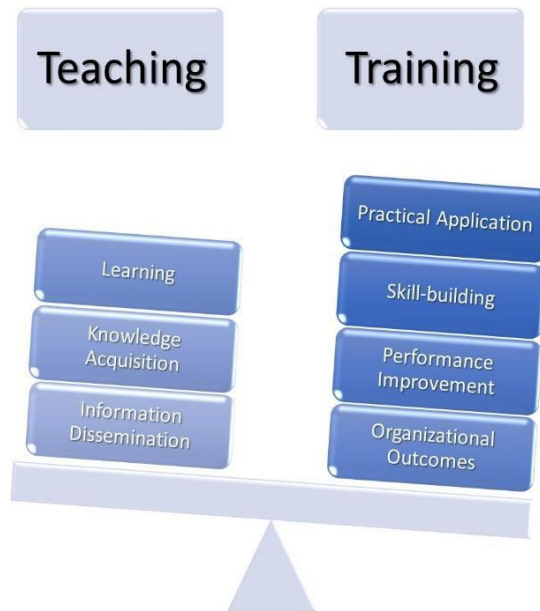 Teaching
Training
Learning
Knowledge
Acquisition
Information
Dissemination
Practical Application
Skill-building
Performance
Improvement
Organizational
Outcomes